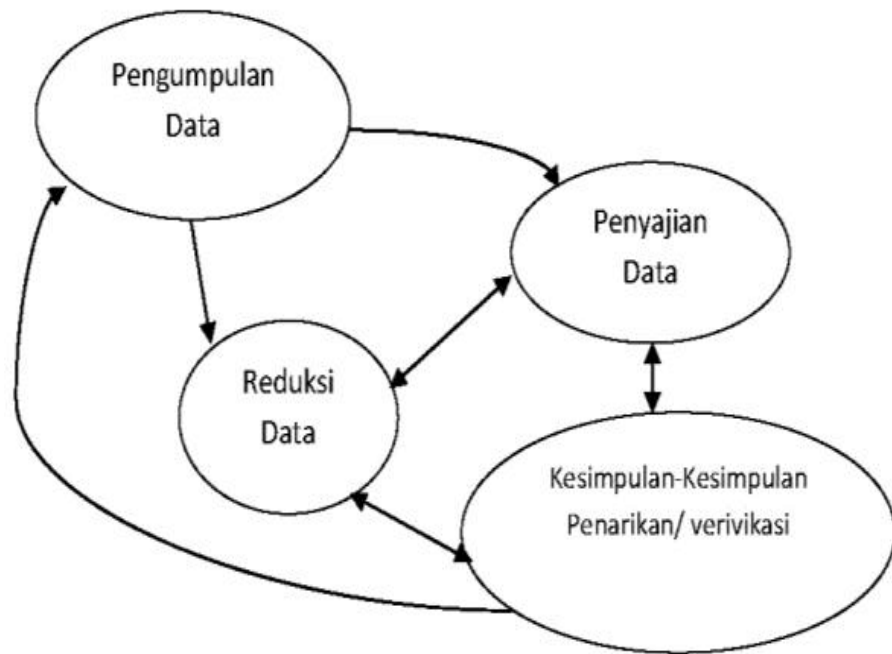 Pengumpulan
Data
Penyajian
Data
Reduksi
Data
Kesimpulan-Kesimpulan
Penarikan/ verivikasi